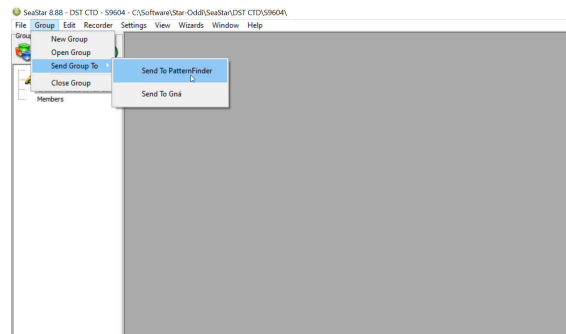 SeaStar 8.88 - DST CTD - S9604 - C:\Software\Star-Oddi\SeaStar\DST CTD\S9604\
File Group Edit Recorder Settings View Wizards Window Help
Group
New Group
Open Group
Send Group To
Send To PatternFinder
Close Group
Send To Gná
Members